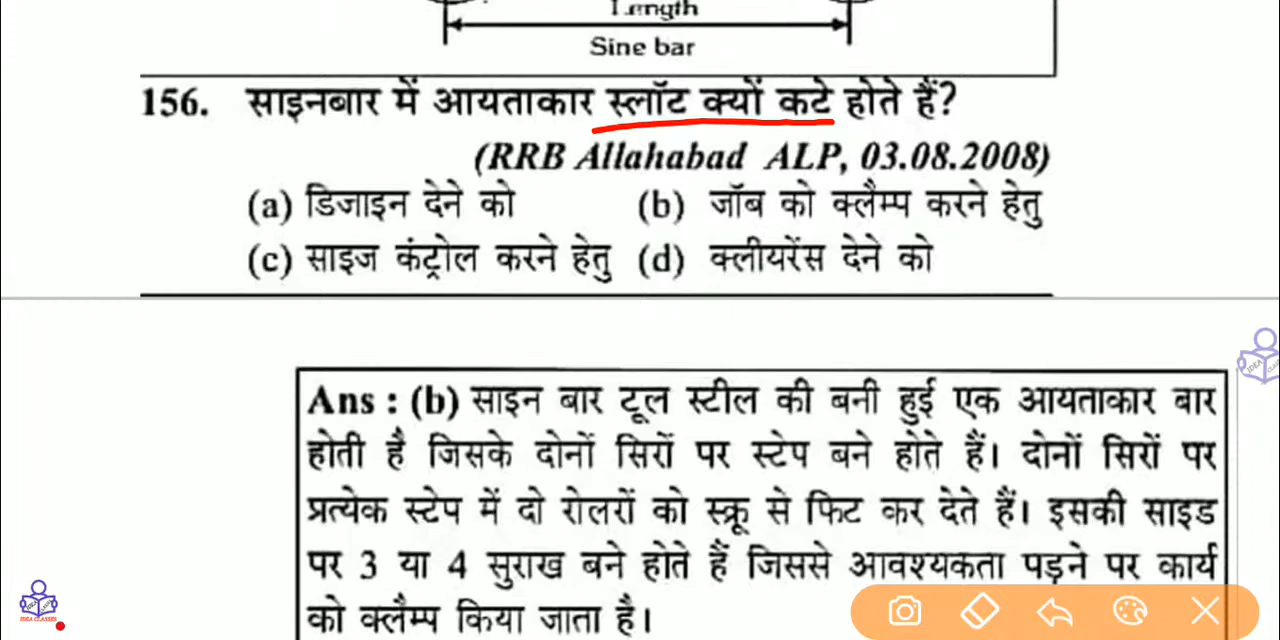 Length
Sine bar
156. साइनबार में आयताकार स्लॉट क्यों कटे होते हैं?
(RRB Allahabad ALP, 03.08.2008)
(a) डिजाइन देने को (b) जॉब को क्लैम्प करने हेतु
(c) साइज कंट्रोल करने हेतु (d) क्लीयरेंस देने को
Ans : (b) साइन बार टूल स्टील की बनी हुई एक आयताकार बार
होती है जिसके दोनों सिरों पर स्टेप बने होते हैं। दोनों सिरों पर
प्रत्येक स्टेप में दो रोलरों को स्क्रू से फिट कर देते हैं। इसकी साइड
पर 3 या 4 सुराख बने होते हैं जिससे आवश्यकता पड़ने पर कार्य
को क्लैम्प किया जाता है।
IDEA CLASSES